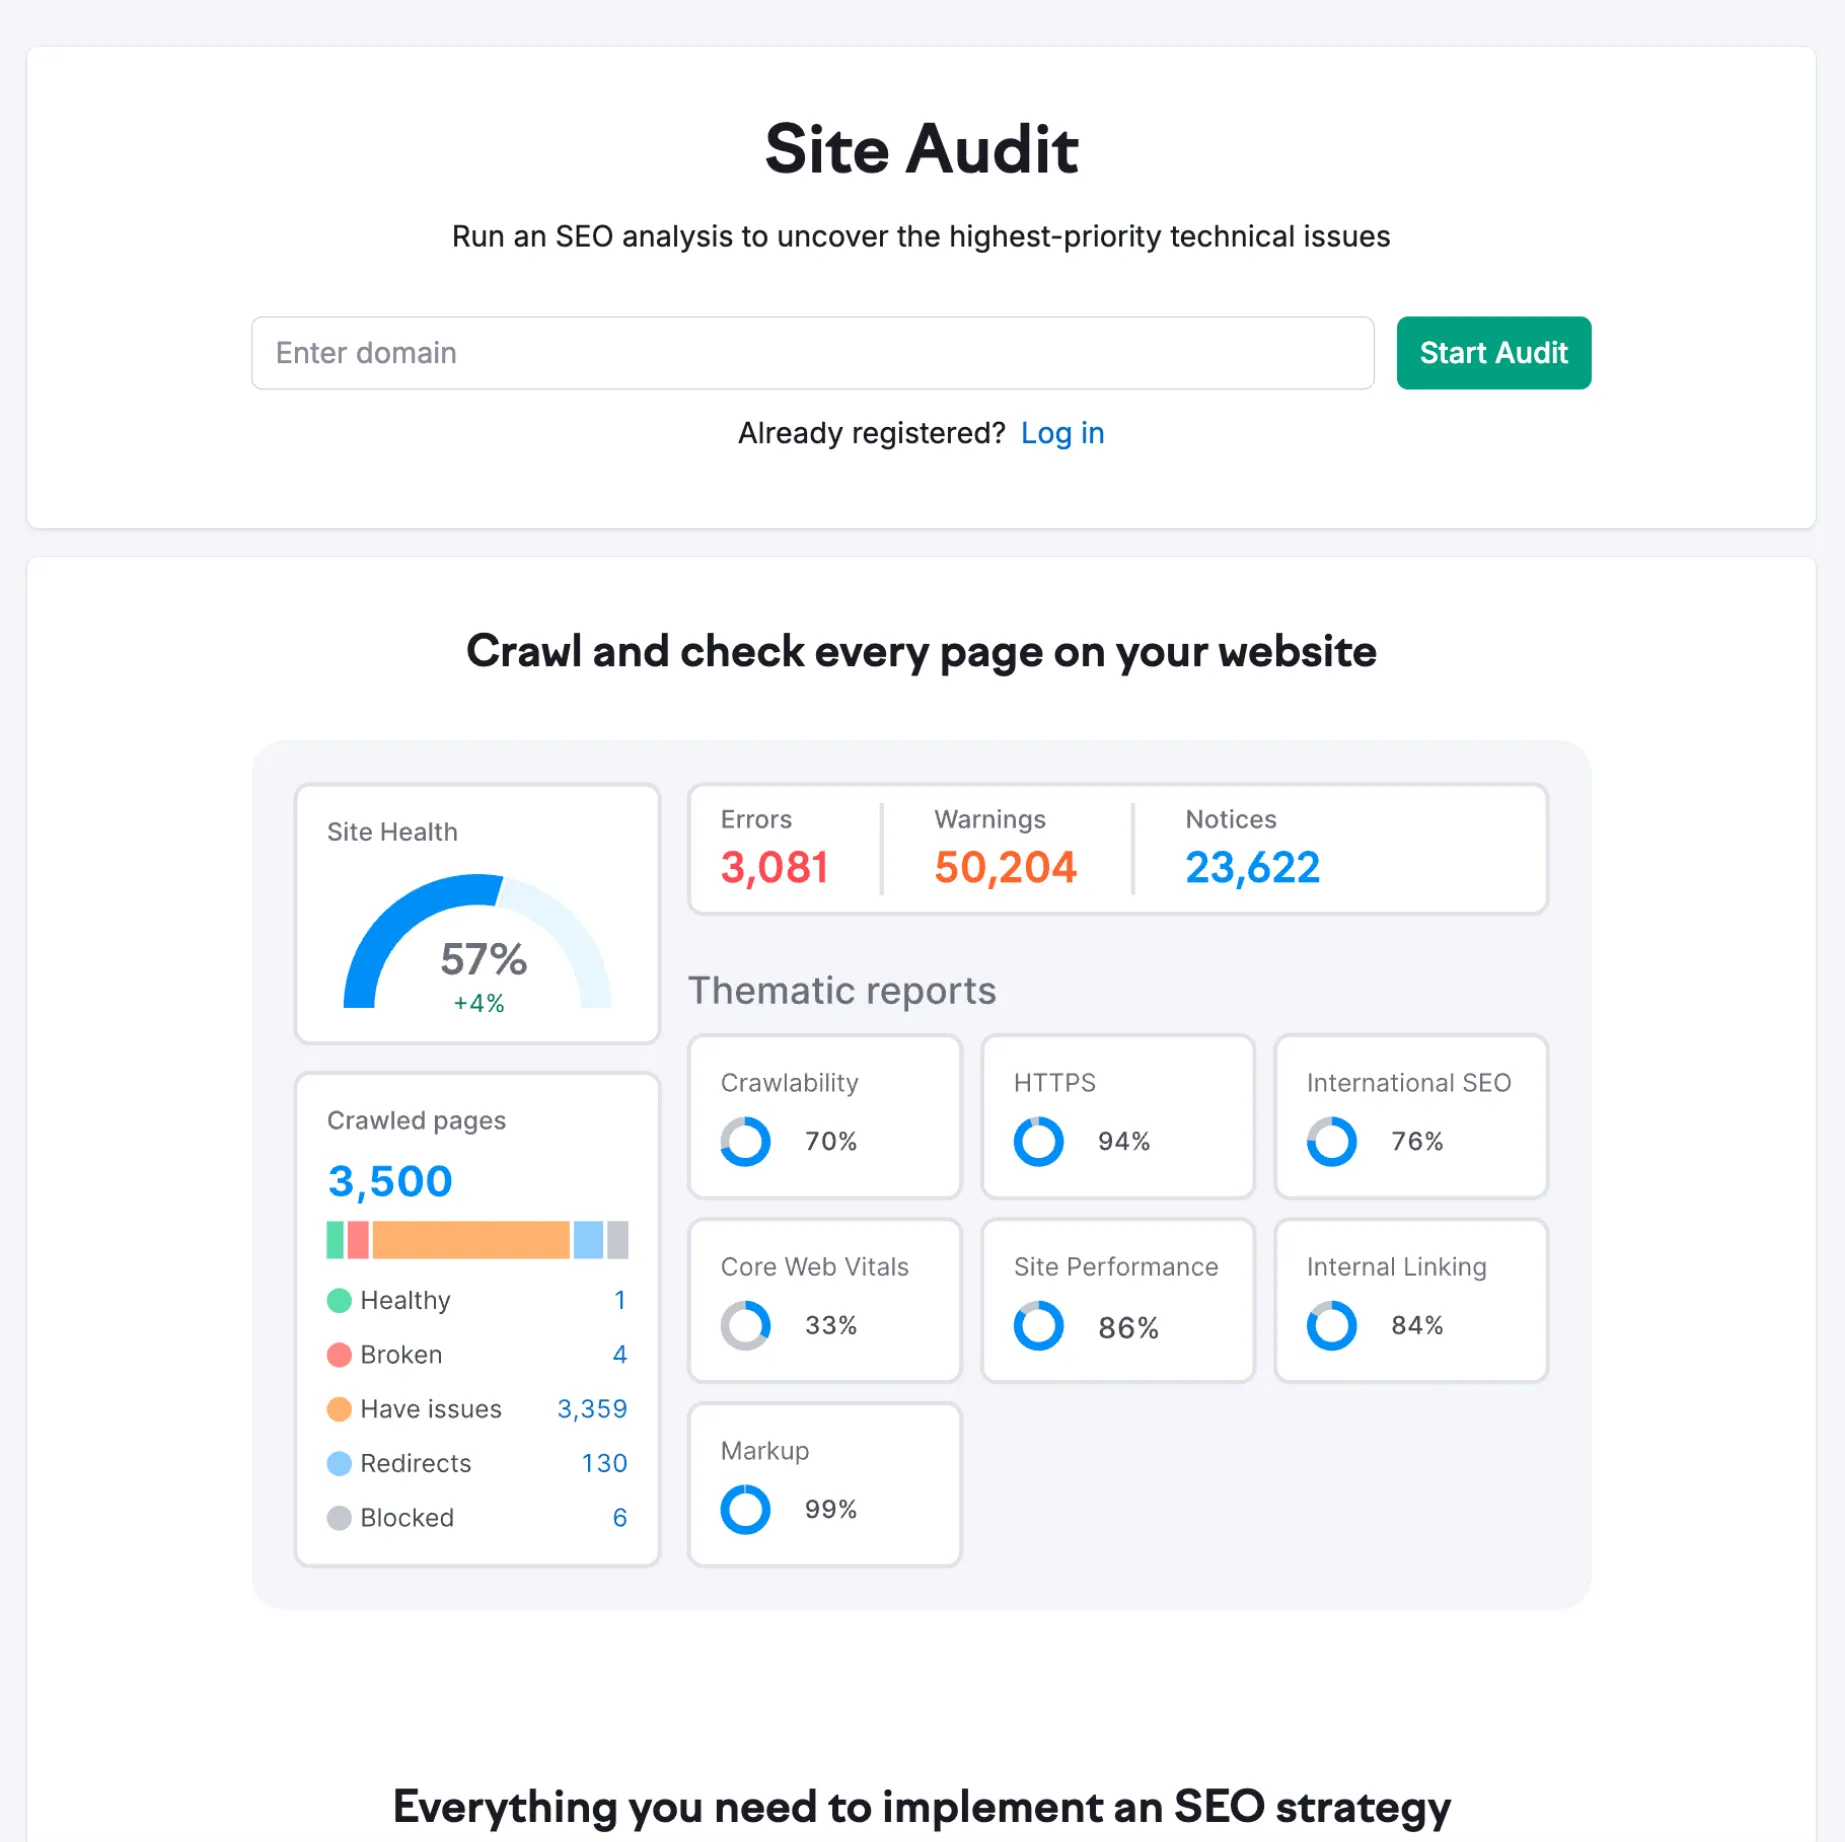 Site Audit
Run an SEO analysis to uncover the highest-priority technical issues
Enter domain
Start Audit
Already registered? Log in
Crawl and check every page on your website
Site Health
57%
+4%
Errors
3,081
Warnings
50,204
Notices
23,622
Crawled pages
3,500
Healthy 1
Broken 4
Have issues 3,359
Redirects 130
Blocked 6
Thematic reports
Crawlability
70%
HTTPS
94%
International SEO
76%
Core Web Vitals
33%
Site Performance
86%
Internal Linking
84%
Markup
99%
Everything you need to implement an SEO strategy